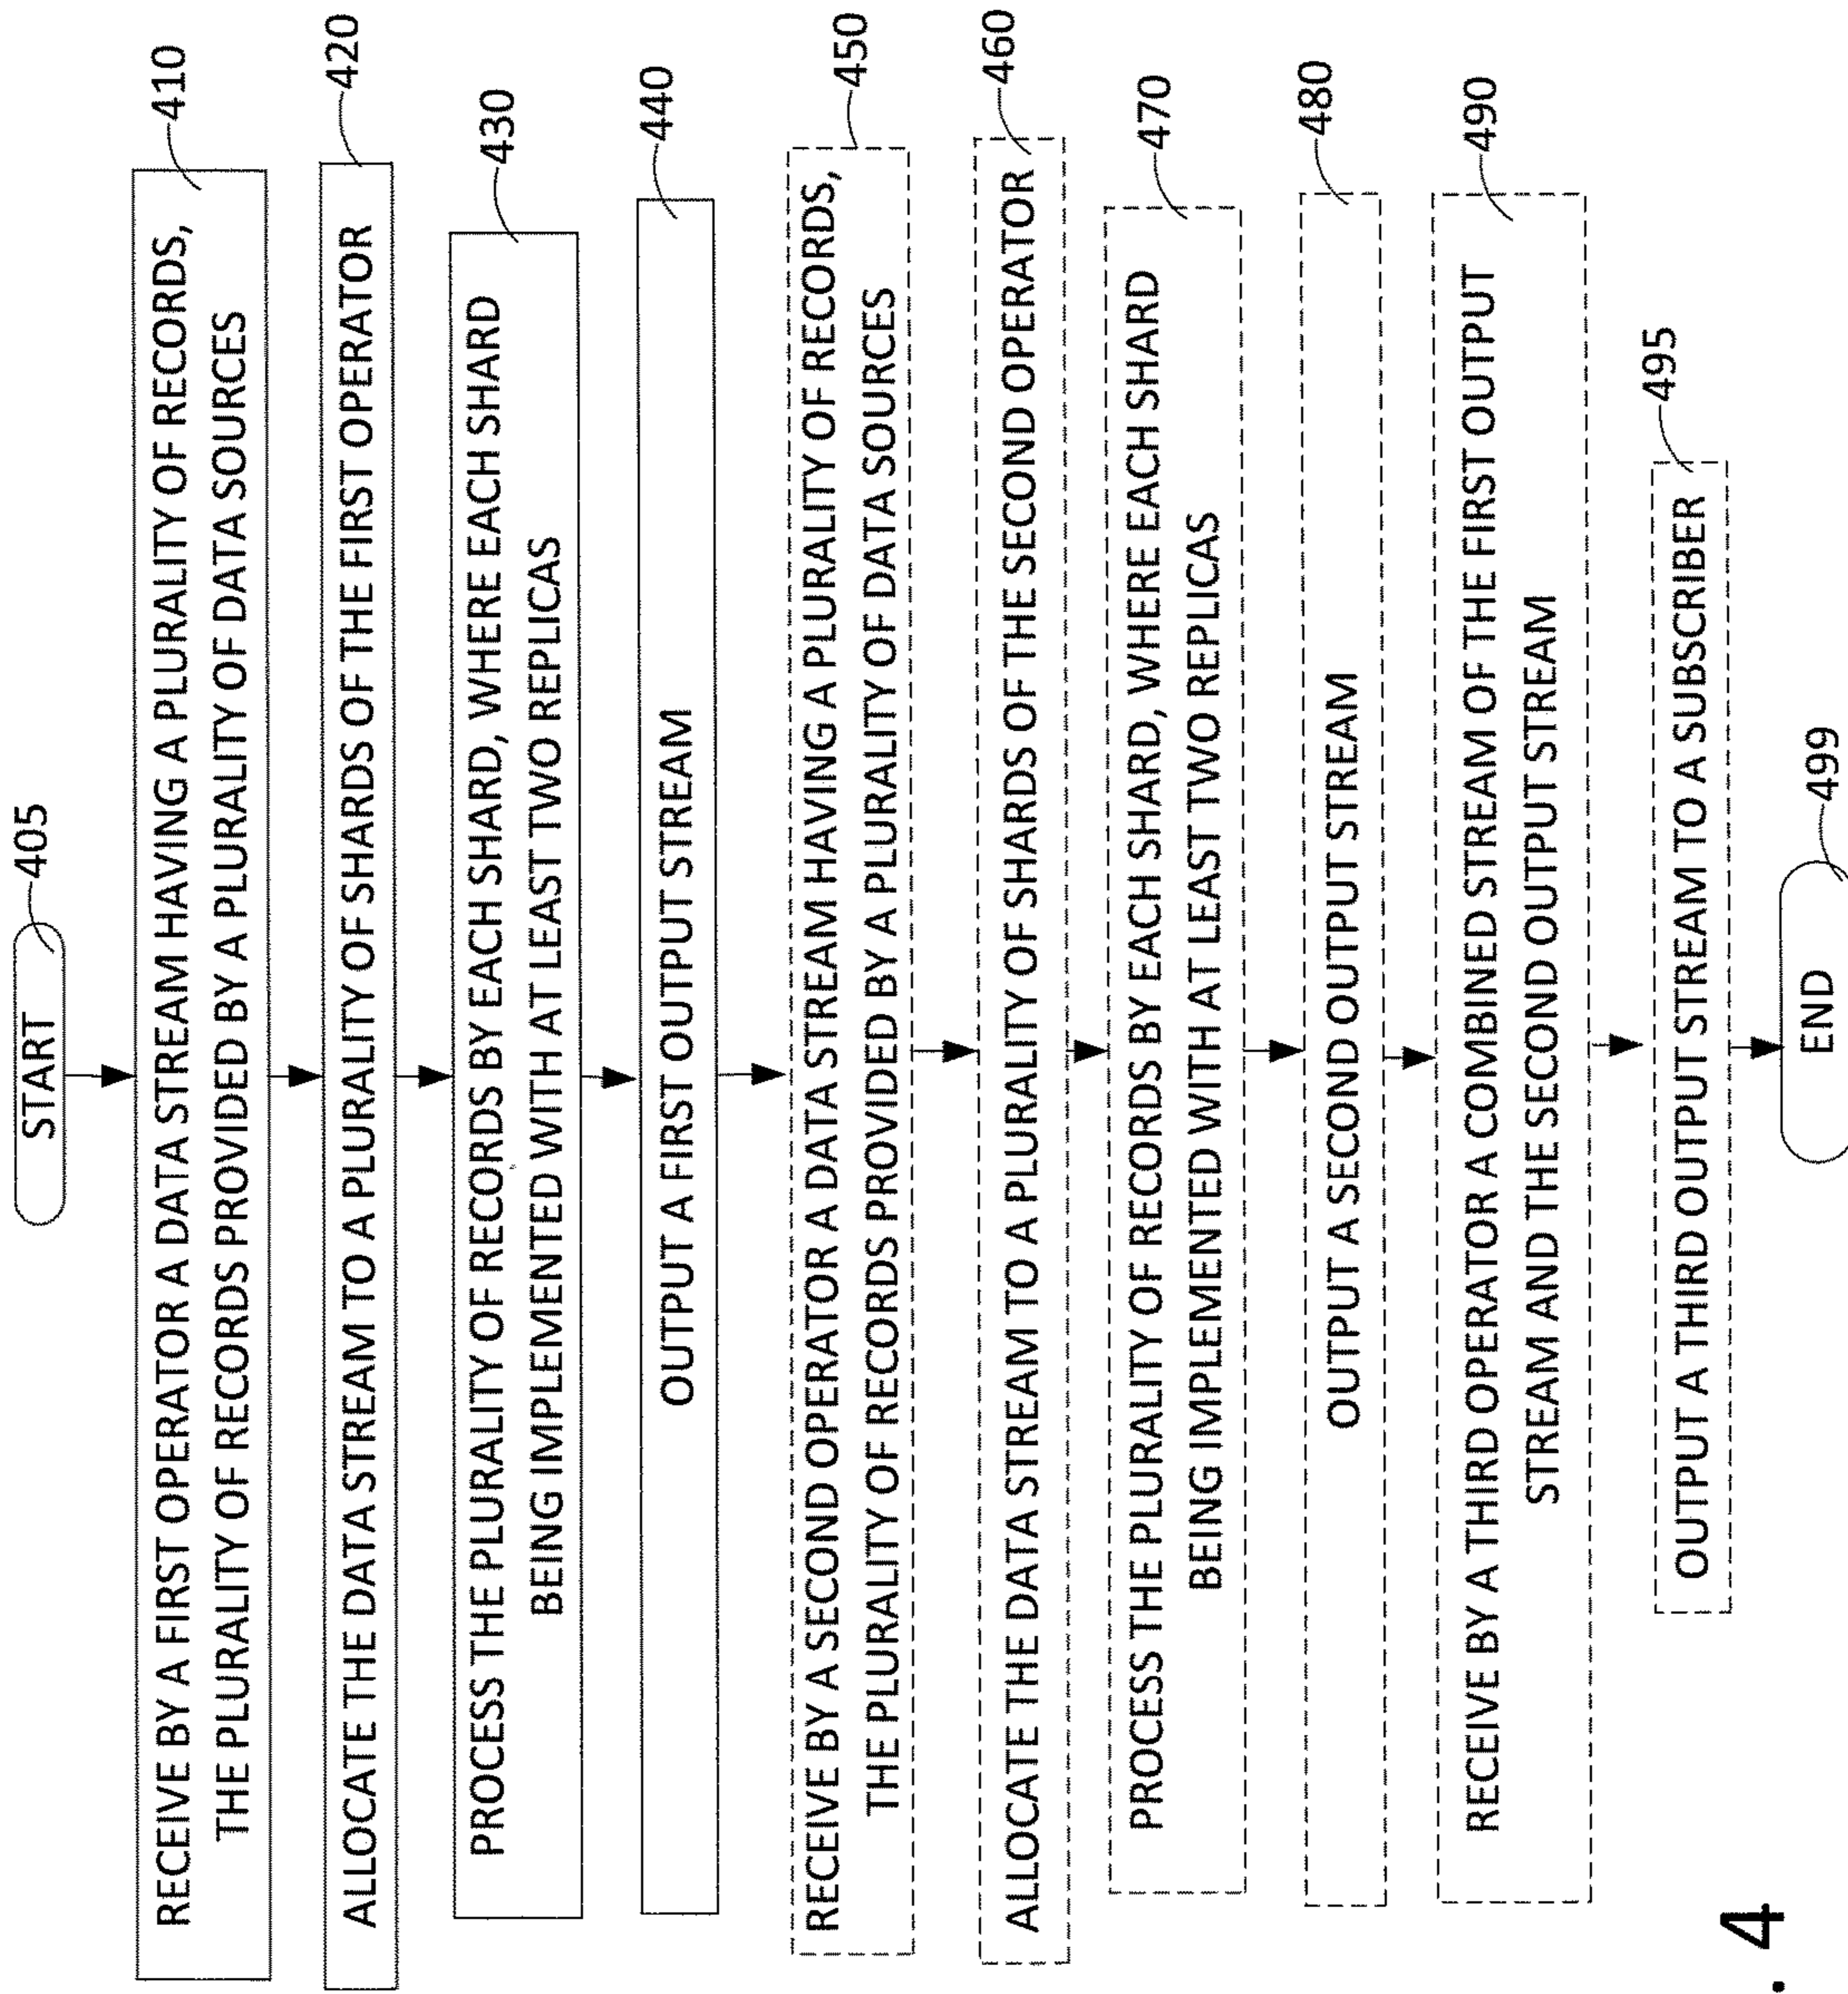 START
405
RECEIVE BY A FIRST OPERATOR A DATA STREAM HAVING A PLURALITY OF RECORDS,
THE PLURALITY OF RECORDS PROVIDED BY A PLURALITY OF DATA SOURCES
410
ALLOCATE THE DATA STREAM TO A PLURALITY OF SHARDS OF THE FIRST OPERATOR
420
PROCESS THE PLURALITY OF RECORDS BY EACH SHARD, WHERE EACH SHARD
BEING IMPLEMENTED WITH AT LEAST TWO REPLICAS
430
OUTPUT A FIRST OUTPUT STREAM
440
RECEIVE BY A SECOND OPERATOR A DATA STREAM HAVING A PLURALITY OF RECORDS,
THE PLURALITY OF RECORDS PROVIDED BY A PLURALITY OF DATA SOURCES
450
ALLOCATE THE DATA STREAM TO A PLURALITY OF SHARDS OF THE SECOND OPERATOR
460
PROCESS THE PLURALITY OF RECORDS BY EACH SHARD, WHERE EACH SHARD
BEING IMPLEMENTED WITH AT LEAST TWO REPLICAS
470
OUTPUT A SECOND OUTPUT STREAM
480
RECEIVE BY A THIRD OPERATOR A COMBINED STREAM OF THE FIRST OUTPUT
STREAM AND THE SECOND OUTPUT STREAM
490
OUTPUT A THIRD OUTPUT STREAM TO A SUBSCRIBER
495
END
499
. 4